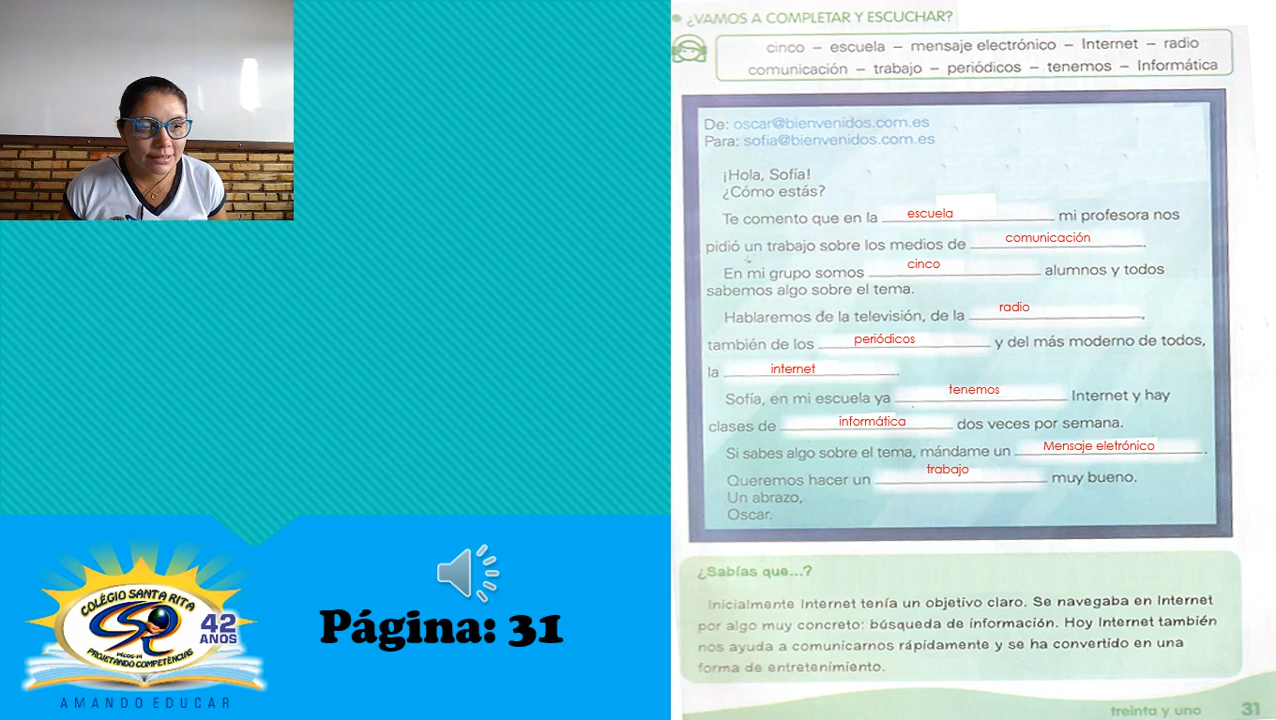 ¿VAMOS A COMPLETAR Y ESCUCHAR?
cinco – escuela – mensaje electrónico – Internet – radio
comunicación – trabajo – periódicos – tenemos – Informática
De: oscar@bienvenidos.com.es
Para: sofia@bienvenidos.com.es
¡Hola, Sofía!
¿Cómo estás?
Te comento que en la escuela mi profesora nos
pidió un trabajo sobre los medios de comunicación.
En mi grupo somos cinco alumnos y todos
sabemos algo sobre el tema.
Hablaremos de la televisión, de la radio,
también de los periódicos y del más moderno de todos,
la internet.
Sofía, en mi escuela ya tenemos Internet y hay
clases de informática dos veces por semana.
Si sabes algo sobre el tema, mándame un Mensaje eletrónico.
Queremos hacer un trabajo muy bueno.
Un abrazo,
Oscar.
¿Sabías que...?
Inicialmente Internet tenía un objetivo claro. Se navegaba en Internet
por algo muy concreto: búsqueda de información. Hoy Internet también
nos ayuda a comunicarnos rápidamente y se ha convertido en una
forma de entretenimiento.
treinta y uno 31
Página: 31
COLÉGIO SANTA RITA
42
ANOS
PICOS-PI
PROJETANDO COMPETÊNCIAS
AMANDO EDUCAR